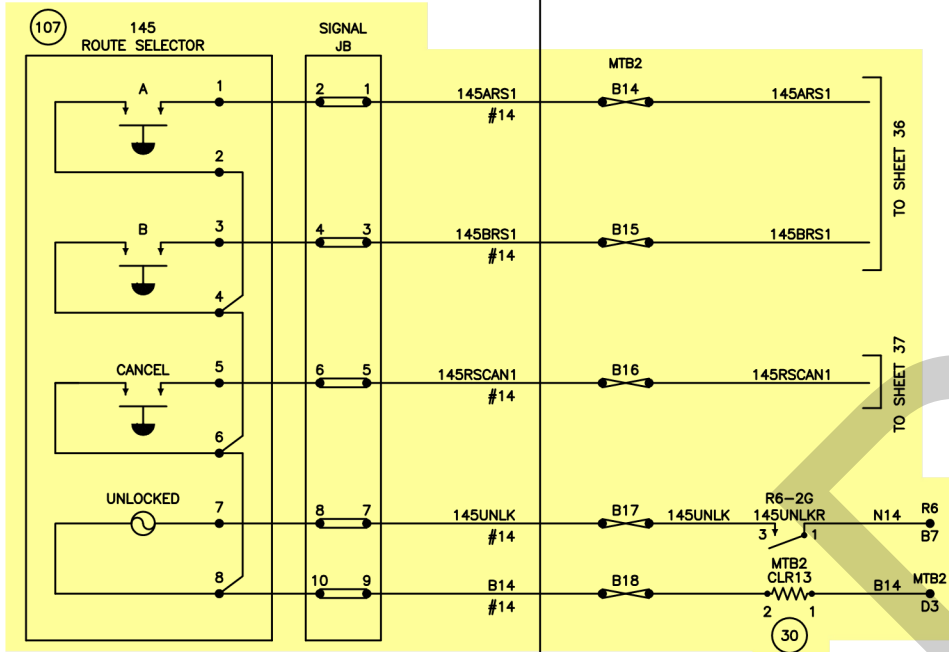 107
145
ROUTE SELECTOR
SIGNAL
JB
MTB2
A
1
2 1
145ARS1
#14
B14
145ARS1
2
TO SHEET 36
B
3
4 3
145BRS1
#14
B15
145BRS1
4
CANCEL
5
6 5
145RSCAN1
#14
B16
145RSCAN1
TO SHEET 37
6
UNLOCKED
7
8 7
145UNLK
#14
B17
145UNLK
R6-2G
145UNLKR
3 1
N14
R6
B7
8
10 9
B14
#14
B18
MTB2
CLR13
2 1
30
B14
MTB2
D3